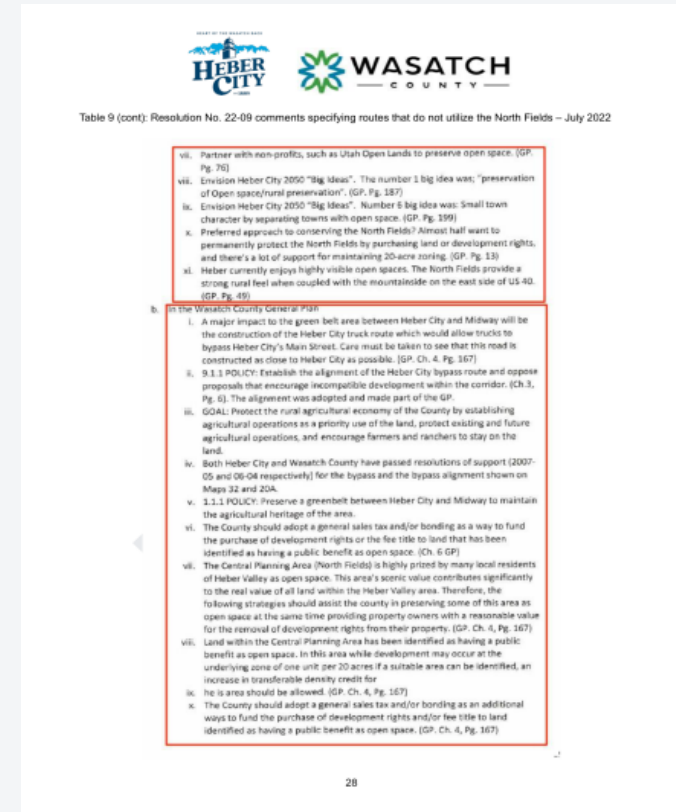 HEART OF THE WASATCH BACK
HEBER
CITY
WASATCH
COUNTY
Table 9 (cont): Resolution No. 22-09 comments specifying routes that do not utilize the North Fields – July 2022
vii. Partner with non-profits, such as Utah Open Lands to preserve open space. (GP.
Pg. 76)
viii. Envision Heber City 2050 "Big Ideas". The number 1 big idea was; "preservation
of Open space/rural preservation". (GP. Pg. 187)
ix. Envision Heber City 2050 "Big Ideas". Number 6 big idea was: Small town
character by separating towns with open space. (GP. Pg. 199)
x. Preferred approach to conserving the North Fields? Almost half want to
permanently protect the North Fields by purchasing land or development rights,
and there's a lot of support for maintaining 20-acre zoning. (GP. Pg. 13)
xi. Heber currently enjoys highly visible open spaces. The North Fields provide a
strong rural feel when coupled with the mountainside on the east side of US 40.
(GP. Pg. 49)
b. In the Wasatch County General Plan
i. A major impact to the green belt area between Heber City and Midway will be
the construction of the Heber City truck route which would allow trucks to
bypass Heber City's Main Street. Care must be taken to see that this road is
constructed as close to Heber City as possible. (GP. Ch. 4. Pg. 167)
ii. 9.1.1 POLICY: Establish the alignment of the Heber City bypass route and oppose
proposals that encourage incompatible development within the corridor. (Ch.3,
Pg. 6). The alignment was adopted and made part of the GP.
iii. GOAL: Protect the rural agricultural economy of the County by establishing
agricultural operations as a priority use of the land, protect existing and future
agricultural operations, and encourage farmers and ranchers to stay on the
land.
iv. Both Heber City and Wasatch County have passed resolutions of support (2007-
05 and 06-04 respectively) for the bypass and the bypass alignment shown on
Maps 32 and 20A.
v. 1.1.1 POLICY: Preserve a greenbelt between Heber City and Midway to maintain
the agricultural heritage of the area.
vi. The County should adopt a general sales tax and/or bonding as a way to fund
the purchase of development rights or the fee title to land that has been
identified as having a public benefit as open space. (Ch. 6 GP)
vii. The Central Planning Area (North Fields) is highly prized by many local residents
of Heber Valley as open space. This area's scenic value contributes significantly
to the real value of all land within the Heber Valley area. Therefore, the
following strategies should assist the county in preserving some of this area as
open space at the same time providing property owners with a reasonable value
for the removal of development rights from their property. (GP. Ch. 4, Pg. 167)
viii. Land within the Central Planning Area has been identified as having a public
benefit as open space. In this area while development may occur at the
underlying zone of one unit per 20 acres if a suitable area can be identified, an
increase in transferable density credit for
ix. he is area should be allowed. (GP. Ch. 4, Pg. 167)
x. The County should adopt a general sales tax and/or bonding as an additional
ways to fund the purchase of development rights and/or fee title to land
identified as having a public benefit as open space. (GP. Ch. 4, Pg. 167)
28